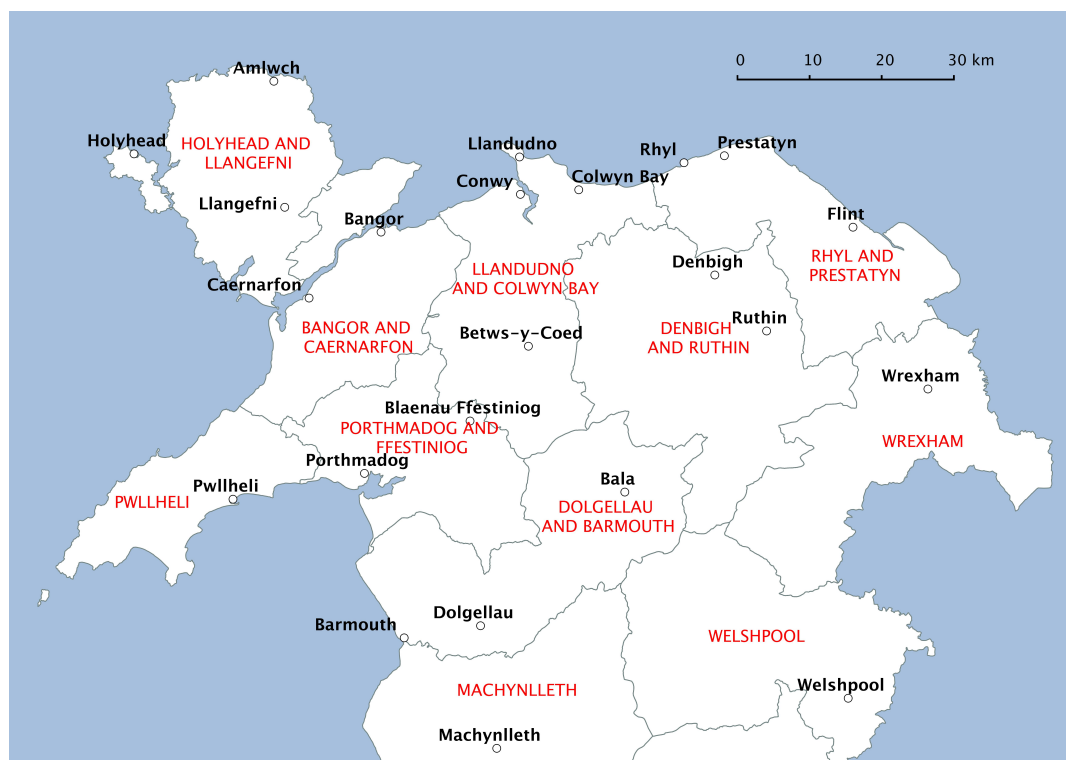 Amlwch
0 10 20 30 km
Holyhead
HOLYHEAD AND
LLANGEFNI
Llandudno
Rhyl
Prestatyn
Conwy
Colwyn Bay
Llangefni
Bangor
Flint
Caernarfon
LLANDUDNO
AND COLWYN BAY
Denbigh
RHYL AND
PRESTATYN
BANGOR AND
CAERNARFON
Betws-y-Coed
DENBIGH
AND RUTHIN
Ruthin
Wrexham
Blaenau Ffestiniog
PORTHMADOG AND
FFESTINIOG
WREXHAM
Porthmadog
Pwllheli
PWLLHELI
Bala
DOLGELLAU
AND BARMOUTH
Dolgellau
Barmouth
WELSHPOOL
MACHYNLLETH
Welshpool
Machynlleth